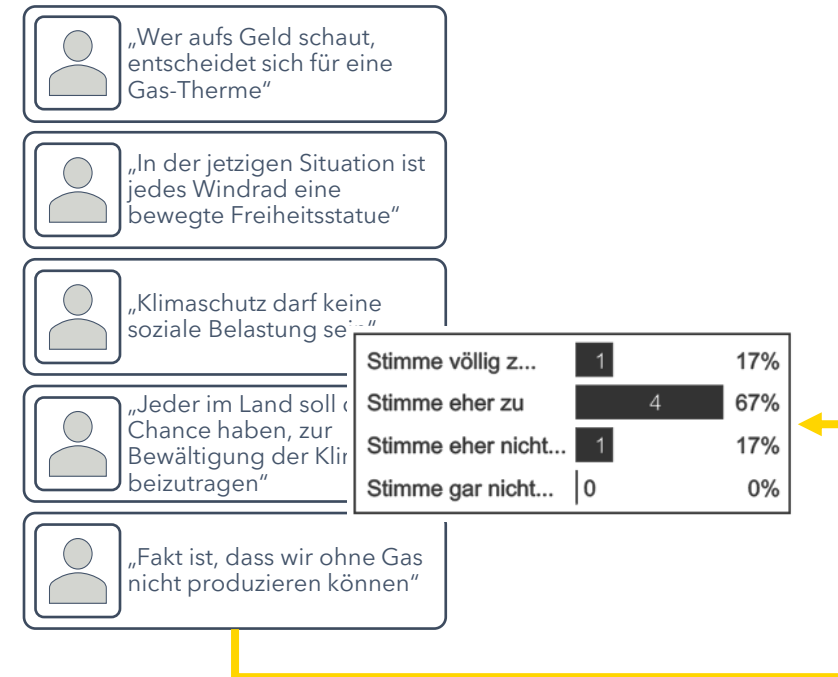 „Wer aufs Geld schaut,
entscheidet sich für eine
Gas-Therme“
„In der jetzigen Situation ist
jedes Windrad eine
bewegte Freiheitsstatue“
„Klimaschutz darf keine
soziale Belastung sein“
„Jeder im Land soll
Chance haben, zur
Bewältigung der
beizutragen“
„Fakt ist, dass wir ohne Gas
nicht produzieren können“
Stimme völlig z... 1 17%
Stimme eher zu 4 67%
Stimme eher nicht... 1 17%
Stimme gar nicht... 0 0%